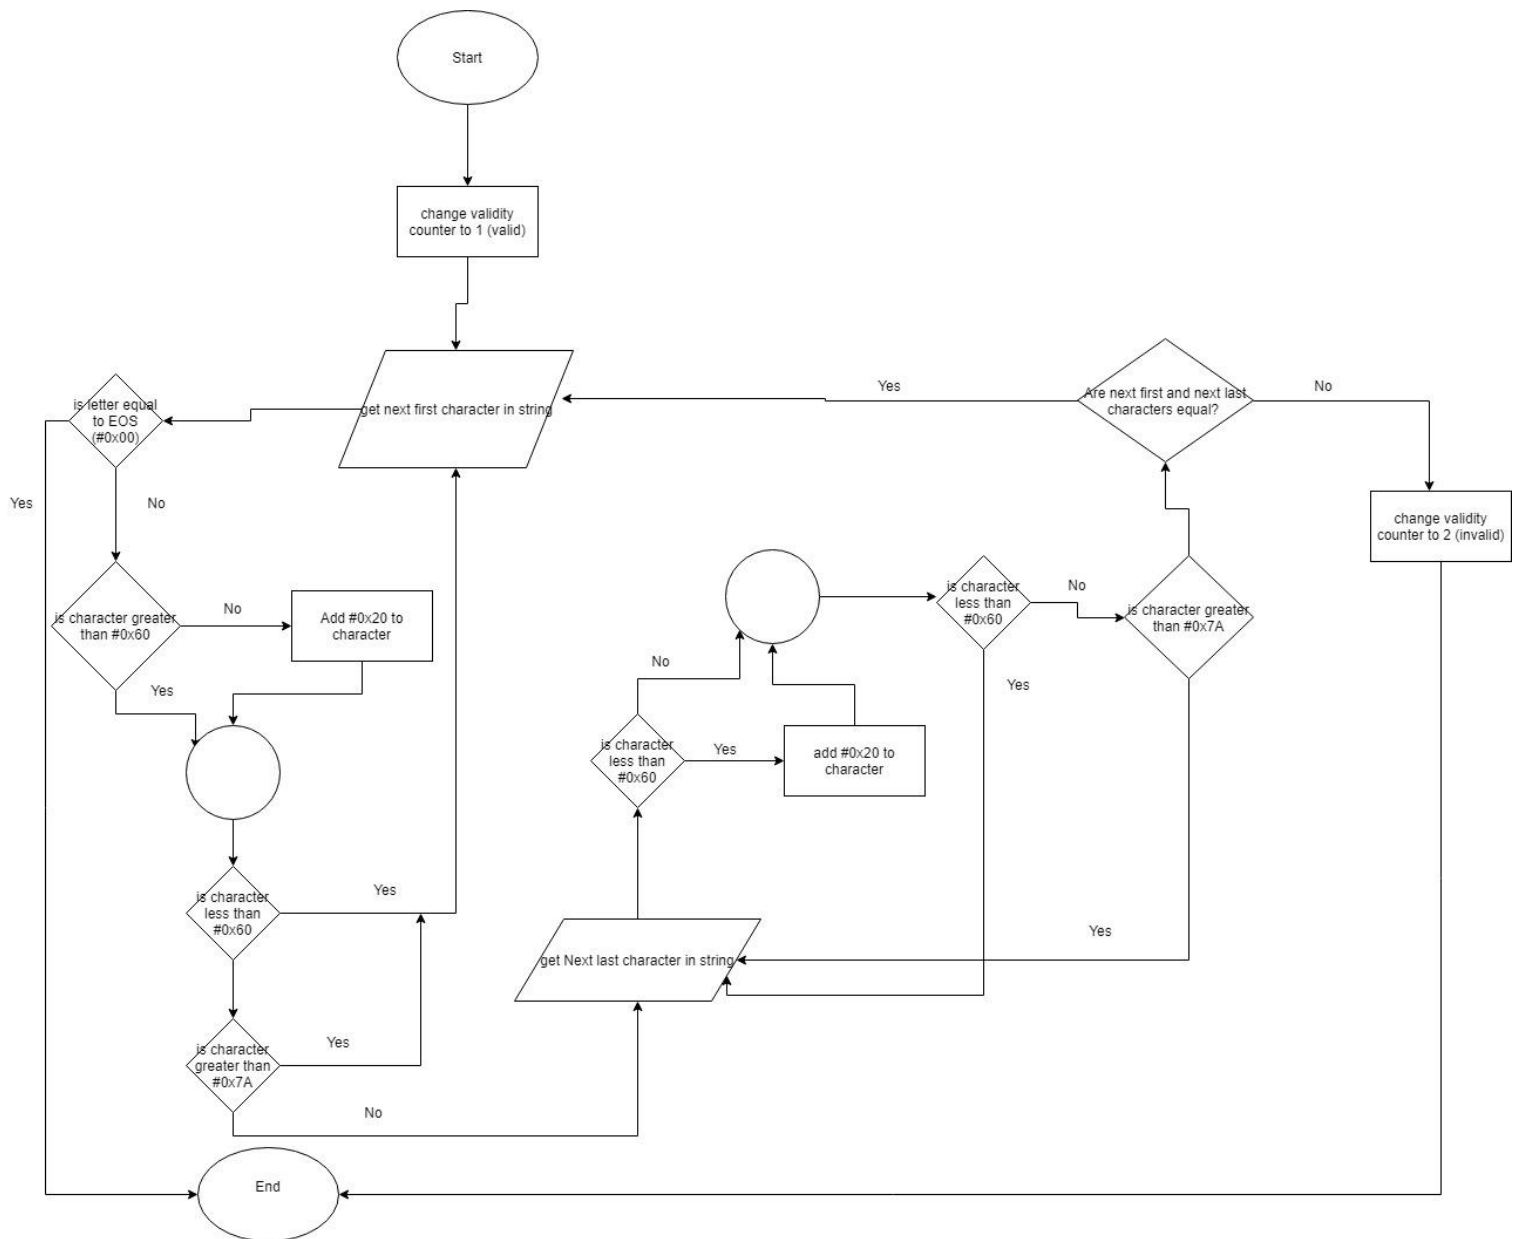 Start
change validity
counter to 1 (valid)
get next first character in string
is letter equal
to EOS
(#0x00)
Yes
No
is character greater
than #0x60
No
Add #0x20 to
character
Yes
is character
less than
#0x60
Yes
is character
greater than
#0x7A
Yes
No
End
get Next last character in string
is character
less than
#0x60
No
Yes
add #0x20 to
character
is character
less than
#0x60
No
Yes
is character greater
than #0x7A
Yes
Are next first and next last
characters equal?
Yes
No
change validity
counter to 2 (invalid)